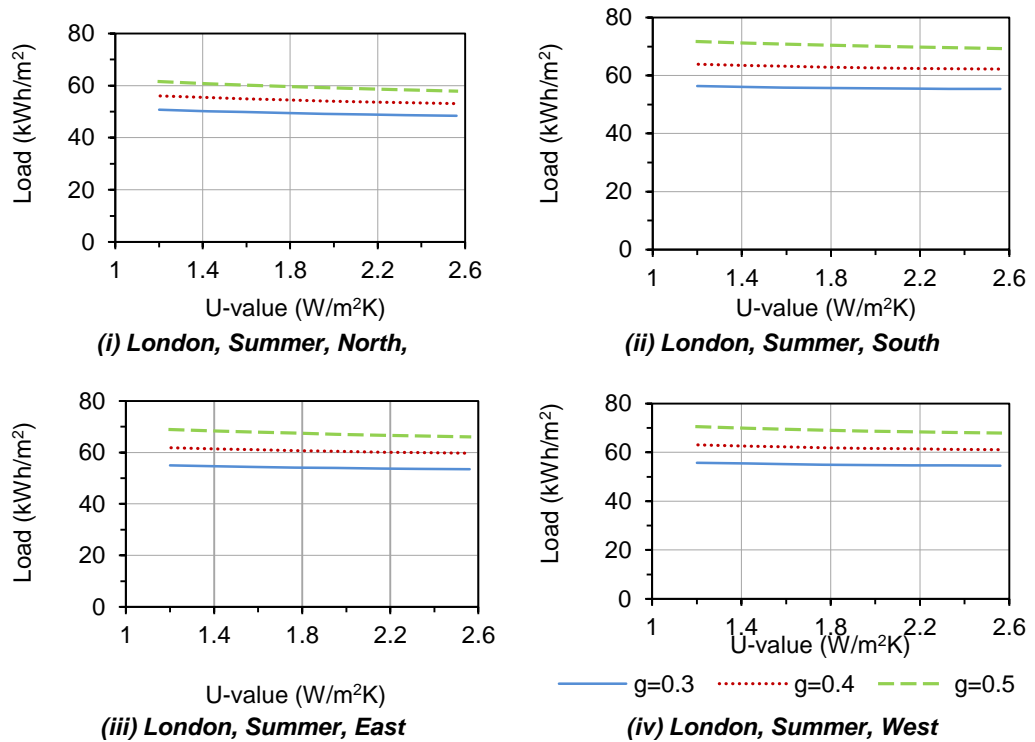 80
60
40
20
0
Load (kWh/m²)
1 1.4 1.8 2.2 2.6
U-value (W/m²K)
(i) London, Summer, North,
80
60
40
20
0
Load (kWh/m²)
1 1.4 1.8 2.2 2.6
U-value (W/m²K)
(ii) London, Summer, South
80
60
40
20
0
Load (kWh/m²)
1 1.4 1.8 2.2 2.6
U-value (W/m²K)
(iii) London, Summer, East
80
60
40
20
0
Load (kWh/m²)
1 1.4 1.8 2.2 2.6
U-value (W/m²K)
g=0.3 g=0.4 g=0.5
(iv) London, Summer, West